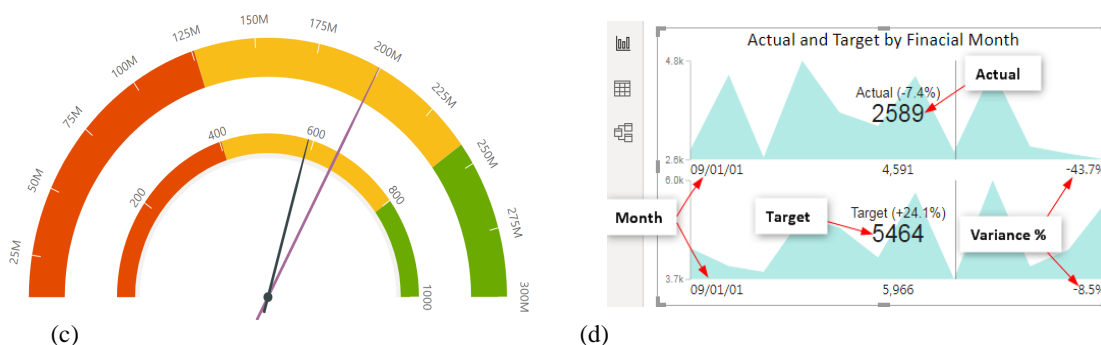 25M
50M
75M
100M
125M
150M
175M
200M
225M
250M
275M
300M
200
400
600
800
1000
(c)
Actual and Target by Finacial Month
4.8k
Actual
Actual (-7.4%)
2589
2.6k
09/01/01
4,591
-43.7%
6.0k
Month
Target
Target (+24.1%)
5464
Variance %
3.7k
09/01/01
5,966
-8.5%
(d)